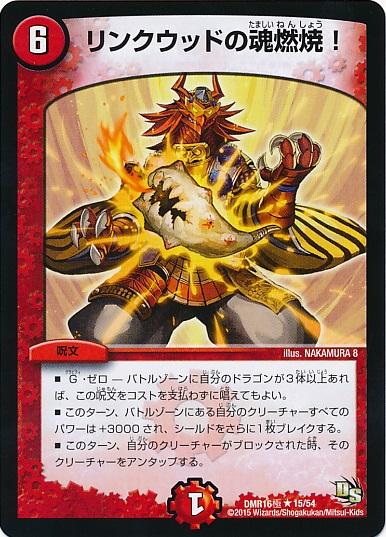 6
リンクウッドの魂燃焼!
たましいねんしょう
呪文
illus. NAKAMURA 8
■ G・ゼロ ― バトルゾーンに自分のドラゴンが3体以上あれ
ば、この呪文をコストを支払わずに唱えてもよい。
■ このターン、バトルゾーンにある自分のクリーチャーすべての
パワーは +3000 され、シールドをさらに1枚ブレイクする。
■ このターン、自分のクリーチャーがブロックされた時、そ
のクリーチャーをアンタップする。
1
DS
DMR16極 ★ 15/54
©2015 Wizards/Shogakukan/Mitsui-Kids